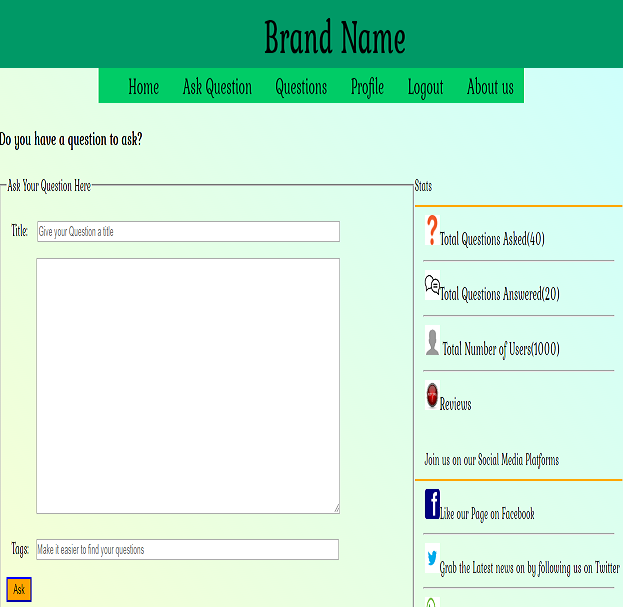 Brand Name
Home Ask Question Questions Profile Logout About us
Do you have a question to ask?
Ask Your Question Here
Title: Give your Question a title
Tags: Make it easier to find your questions
Ask
Stats
Total Questions Asked(40)
Total Questions Answered(20)
Total Number of Users(1000)
Reviews
Join us on our Social Media Platforms
Like our Page on Facebook
Grab the Latest news on by following us on Twitter